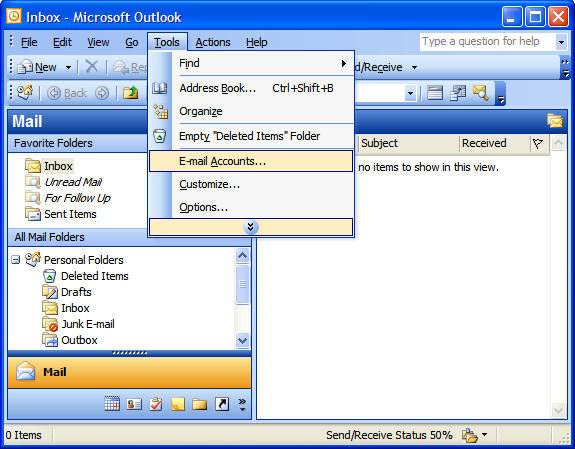 Inbox - Microsoft Outlook
File Edit View Go Tools Actions Help Type a question for help
New Rep d/Receive
Back
Find
Address Book... Ctrl+Shift+B
Organize
Empty "Deleted Items" Folder
E-mail Accounts...
Customize...
Options...
Mail
Favorite Folders
Inbox
Unread Mail
For Follow Up
Sent Items
All Mail Folders
Personal Folders
Deleted Items
Drafts
Inbox
Junk E-mail
Outbox
Mail
Subject Received
no items to show in this view.
0 Items Send/Receive Status 50%